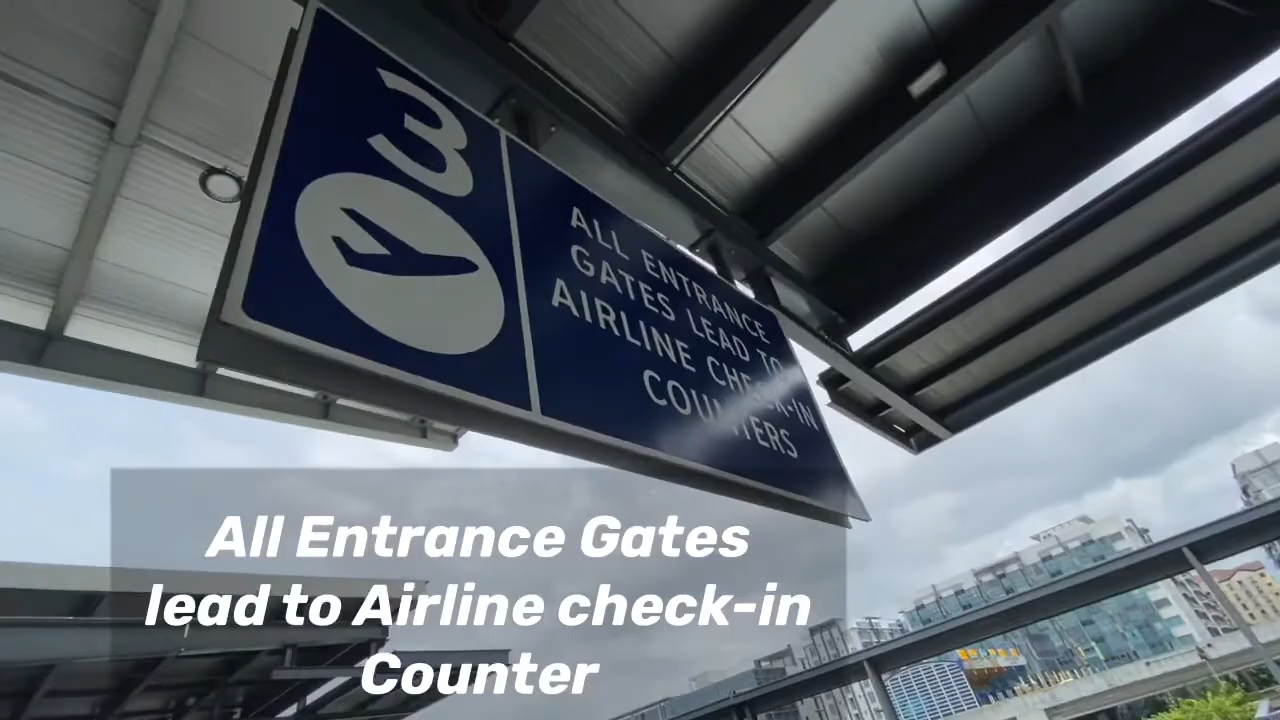 3
ALL ENTRANCE
GATES LEAD TO
AIRLINE CHECK-IN
COUNTERS
All Entrance Gates
lead to Airline check-in
Counter